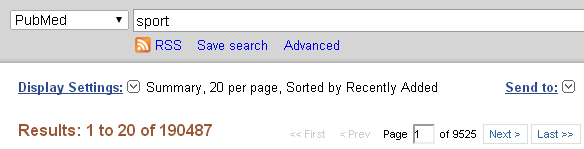 PubMed sport
RSS Save search Advanced
Display Settings: Summary, 20 per page, Sorted by Recently Added Send to:
Results: 1 to 20 of 190487 << First < Prev Page 1 of 9525 Next > Last >>